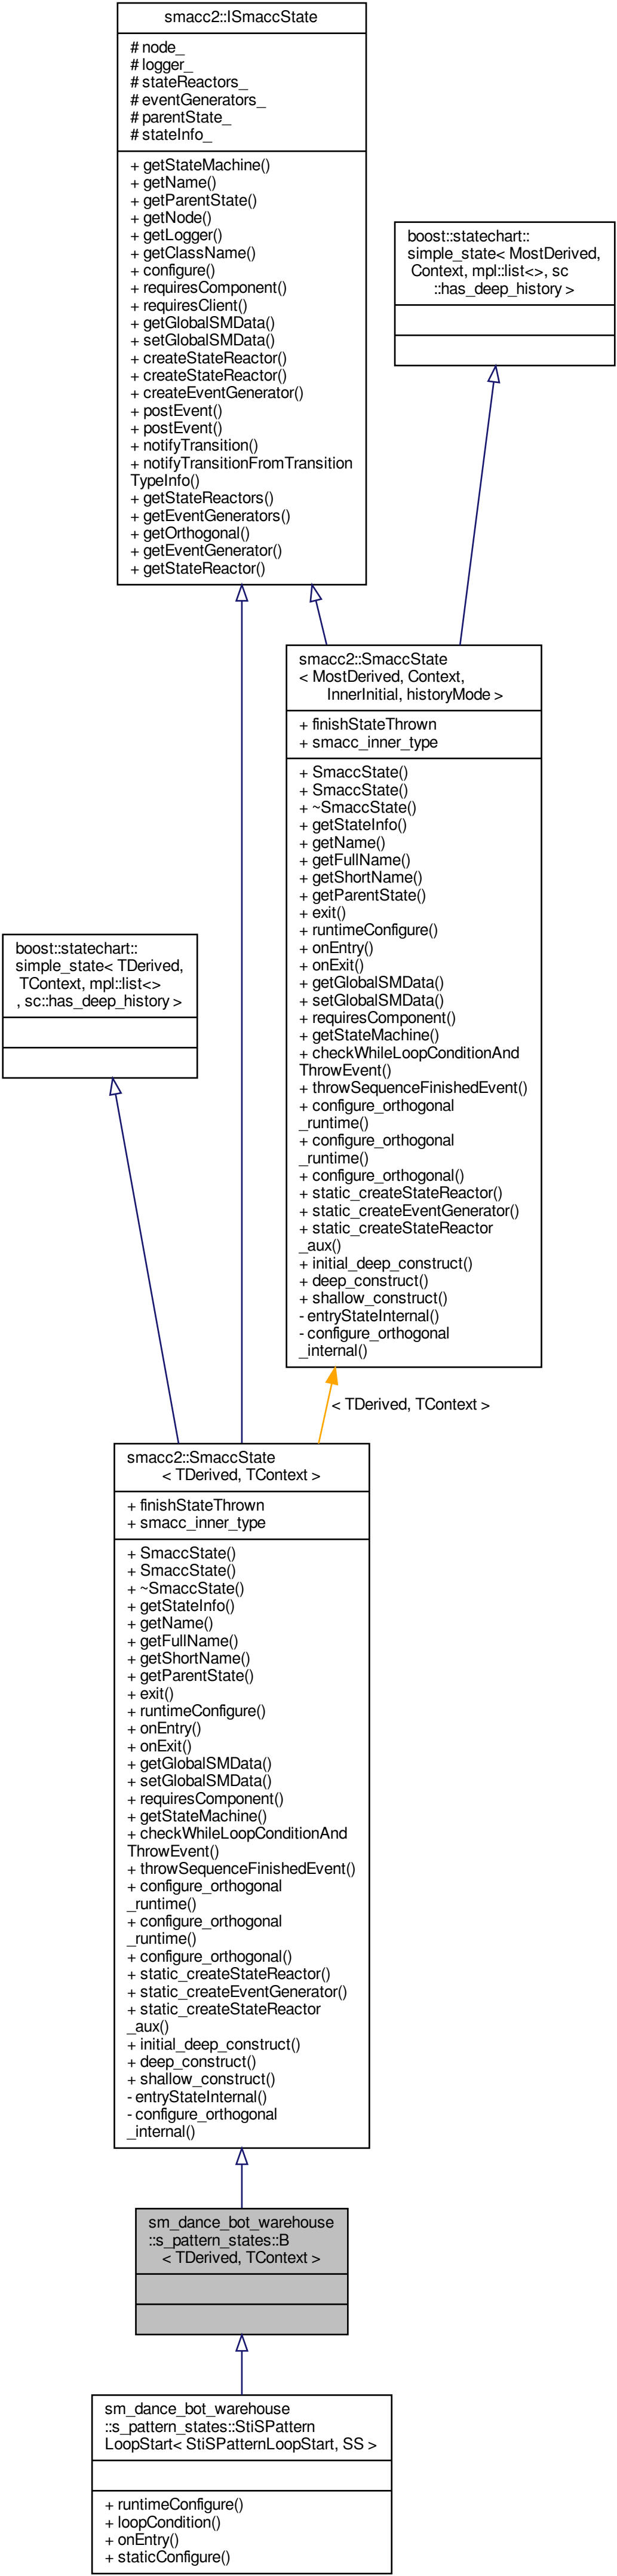 smacc2::ISmaccState
# node_
# logger_
# stateReactors_
# eventGenerators_
# parentState_
# stateInfo_
+ getStateMachine()
+ getName()
+ getParentState()
+ getNode()
+ getLogger()
+ getClassName()
+ configure()
+ requiresComponent()
+ requiresClient()
+ getGlobalSMData()
+ setGlobalSMData()
+ createStateReactor()
+ createStateReactor()
+ createEventGenerator()
+ postEvent()
+ postEvent()
+ notifyTransition()
+ notifyTransitionFromTransition
TypeInfo()
+ getStateReactors()
+ getEventGenerators()
+ getOrthogonal()
+ getEventGenerator()
+ getStateReactor()
boost::statechart::
simple_state< MostDerived,
Context, mpl::list<>, sc
::has_deep_history >
smacc2::SmaccState
< MostDerived, Context,
InnerInitial, historyMode >
+ finishStateThrown
+ smacc_inner_type
+ SmaccState()
+ SmaccState()
+ ~SmaccState()
+ getStateInfo()
+ getName()
+ getFullName()
+ getShortName()
+ getParentState()
+ exit()
+ runtimeConfigure()
+ onEntry()
+ onExit()
+ getGlobalSMData()
+ setGlobalSMData()
+ requiresComponent()
+ getStateMachine()
+ checkWhileLoopConditionAnd
ThrowEvent()
+ throwSequenceFinishedEvent()
+ configure_orthogonal
_runtime()
+ configure_orthogonal
_runtime()
+ configure_orthogonal()
+ static_createStateReactor()
+ static_createEventGenerator()
+ static_createStateReactor
_aux()
+ initial_deep_construct()
+ deep_construct()
+ shallow_construct()
- entryStateInternal()
- configure_orthogonal
_internal()
boost::statechart::
simple_state< TDerived,
TContext, mpl::list<>
, sc::has_deep_history >
< TDerived, TContext >
smacc2::SmaccState
< TDerived, TContext >
+ finishStateThrown
+ smacc_inner_type
+ SmaccState()
+ SmaccState()
+ ~SmaccState()
+ getStateInfo()
+ getName()
+ getFullName()
+ getShortName()
+ getParentState()
+ exit()
+ runtimeConfigure()
+ onEntry()
+ onExit()
+ getGlobalSMData()
+ setGlobalSMData()
+ requiresComponent()
+ getStateMachine()
+ checkWhileLoopConditionAnd
ThrowEvent()
+ throwSequenceFinishedEvent()
+ configure_orthogonal
_runtime()
+ configure_orthogonal
_runtime()
+ configure_orthogonal()
+ static_createStateReactor()
+ static_createEventGenerator()
+ static_createStateReactor
_aux()
+ initial_deep_construct()
+ deep_construct()
+ shallow_construct()
- entryStateInternal()
- configure_orthogonal
_internal()
sm_dance_bot_warehouse
::s_pattern_states::B
< TDerived, TContext >
sm_dance_bot_warehouse
::s_pattern_states::StiSPattern
LoopStart< StiSPatternLoopStart, SS >
+ runtimeConfigure()
+ loopCondition()
+ onEntry()
+ staticConfigure()